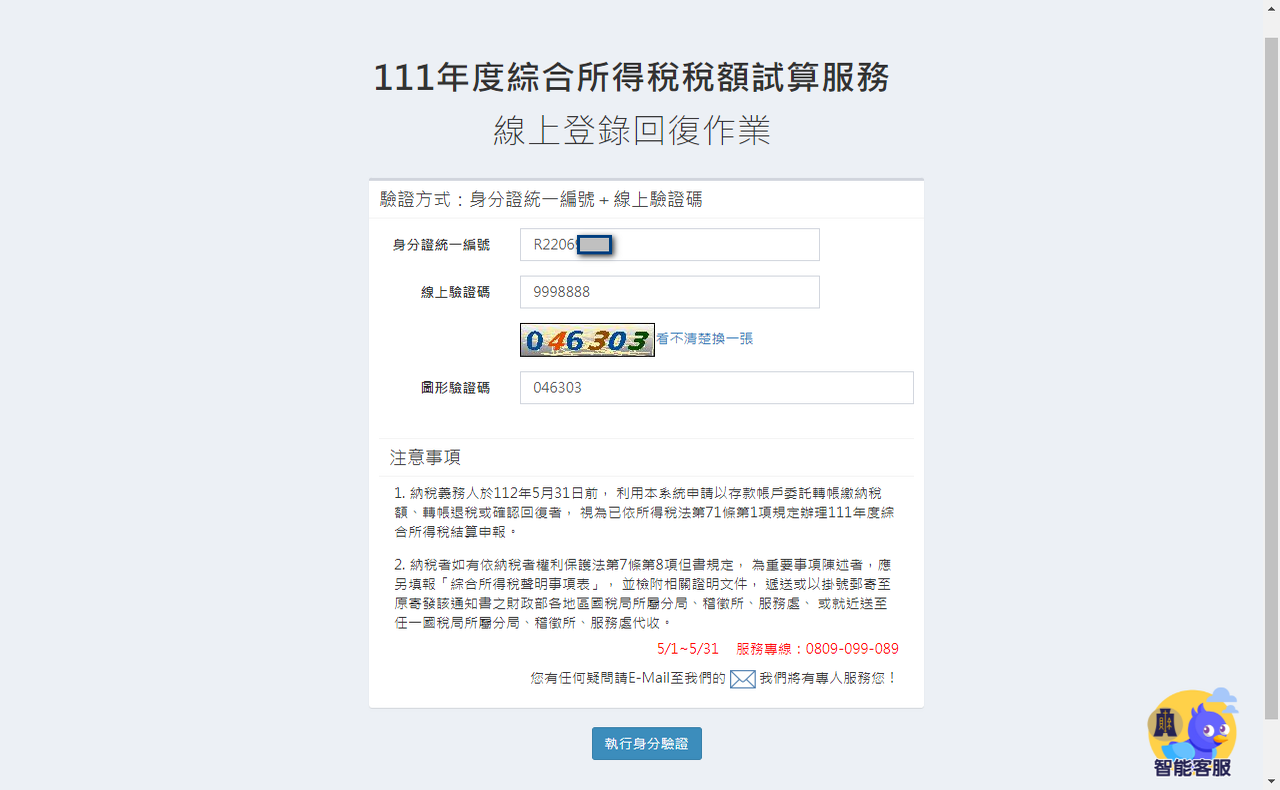 111年度綜合所得稅稅額試算服務
線上登錄回復作業
驗證方式：身分證統一編號＋線上驗證碼
身分證統一編號 R2206
線上驗證碼 9998888
046303 看不清楚換一張
圖形驗證碼 046303
注意事項
1. 納稅義務人於112年5月31日前， 利用本系統申請以存款帳戶委託轉帳繳納稅
額、轉帳退稅或確認回復者， 視為已依所得稅法第71條第1項規定辦理111年度綜
合所得稅結算申報。
2. 納稅者如有依納稅者權利保護法第7條第8項但書規定， 為重要事項陳述者，應
另填報「綜合所得稅聲明事項表」， 並檢附相關證明文件， 遞送或以掛號郵寄至
原寄發該通知書之財政部各地區國稅局所屬分局、稽徵所、服務處、 或就近送至
任一國稅局所屬分局、稽徵所、服務處代收。
5/1~5/31 服務專線：0809-099-089
您有任何疑問請E-Mail至我們的 我們將有專人服務您！
執行身分驗證
智能客服